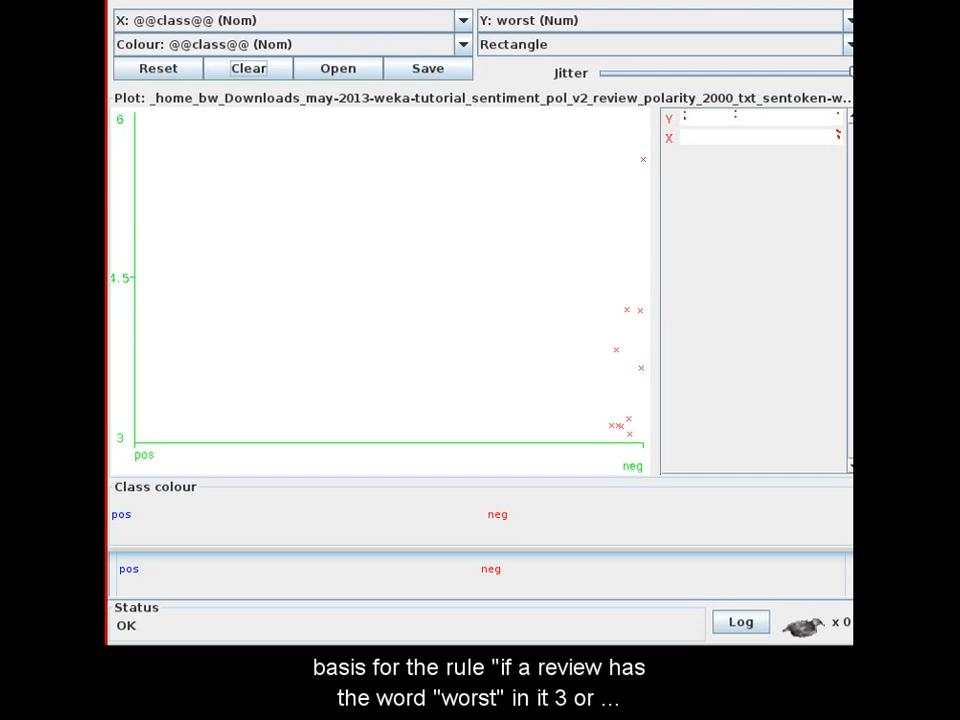 X: @@class@@ (Nom)
Y: worst (Num)
Colour: @@class@@ (Nom)
Rectangle
Reset
Clear
Open
Save
Jitter
Plot: _home_bw_Downloads_may-2013-weka-tutorial_sentiment_pol_v2_review_polarity_2000_txt_sentoken-w..
6
4.5
3
pos
neg
Y
X
Class colour
pos
neg
pos
neg
Status
OK
Log
x 0
basis for the rule "if a review has
the word "worst" in it 3 or ...